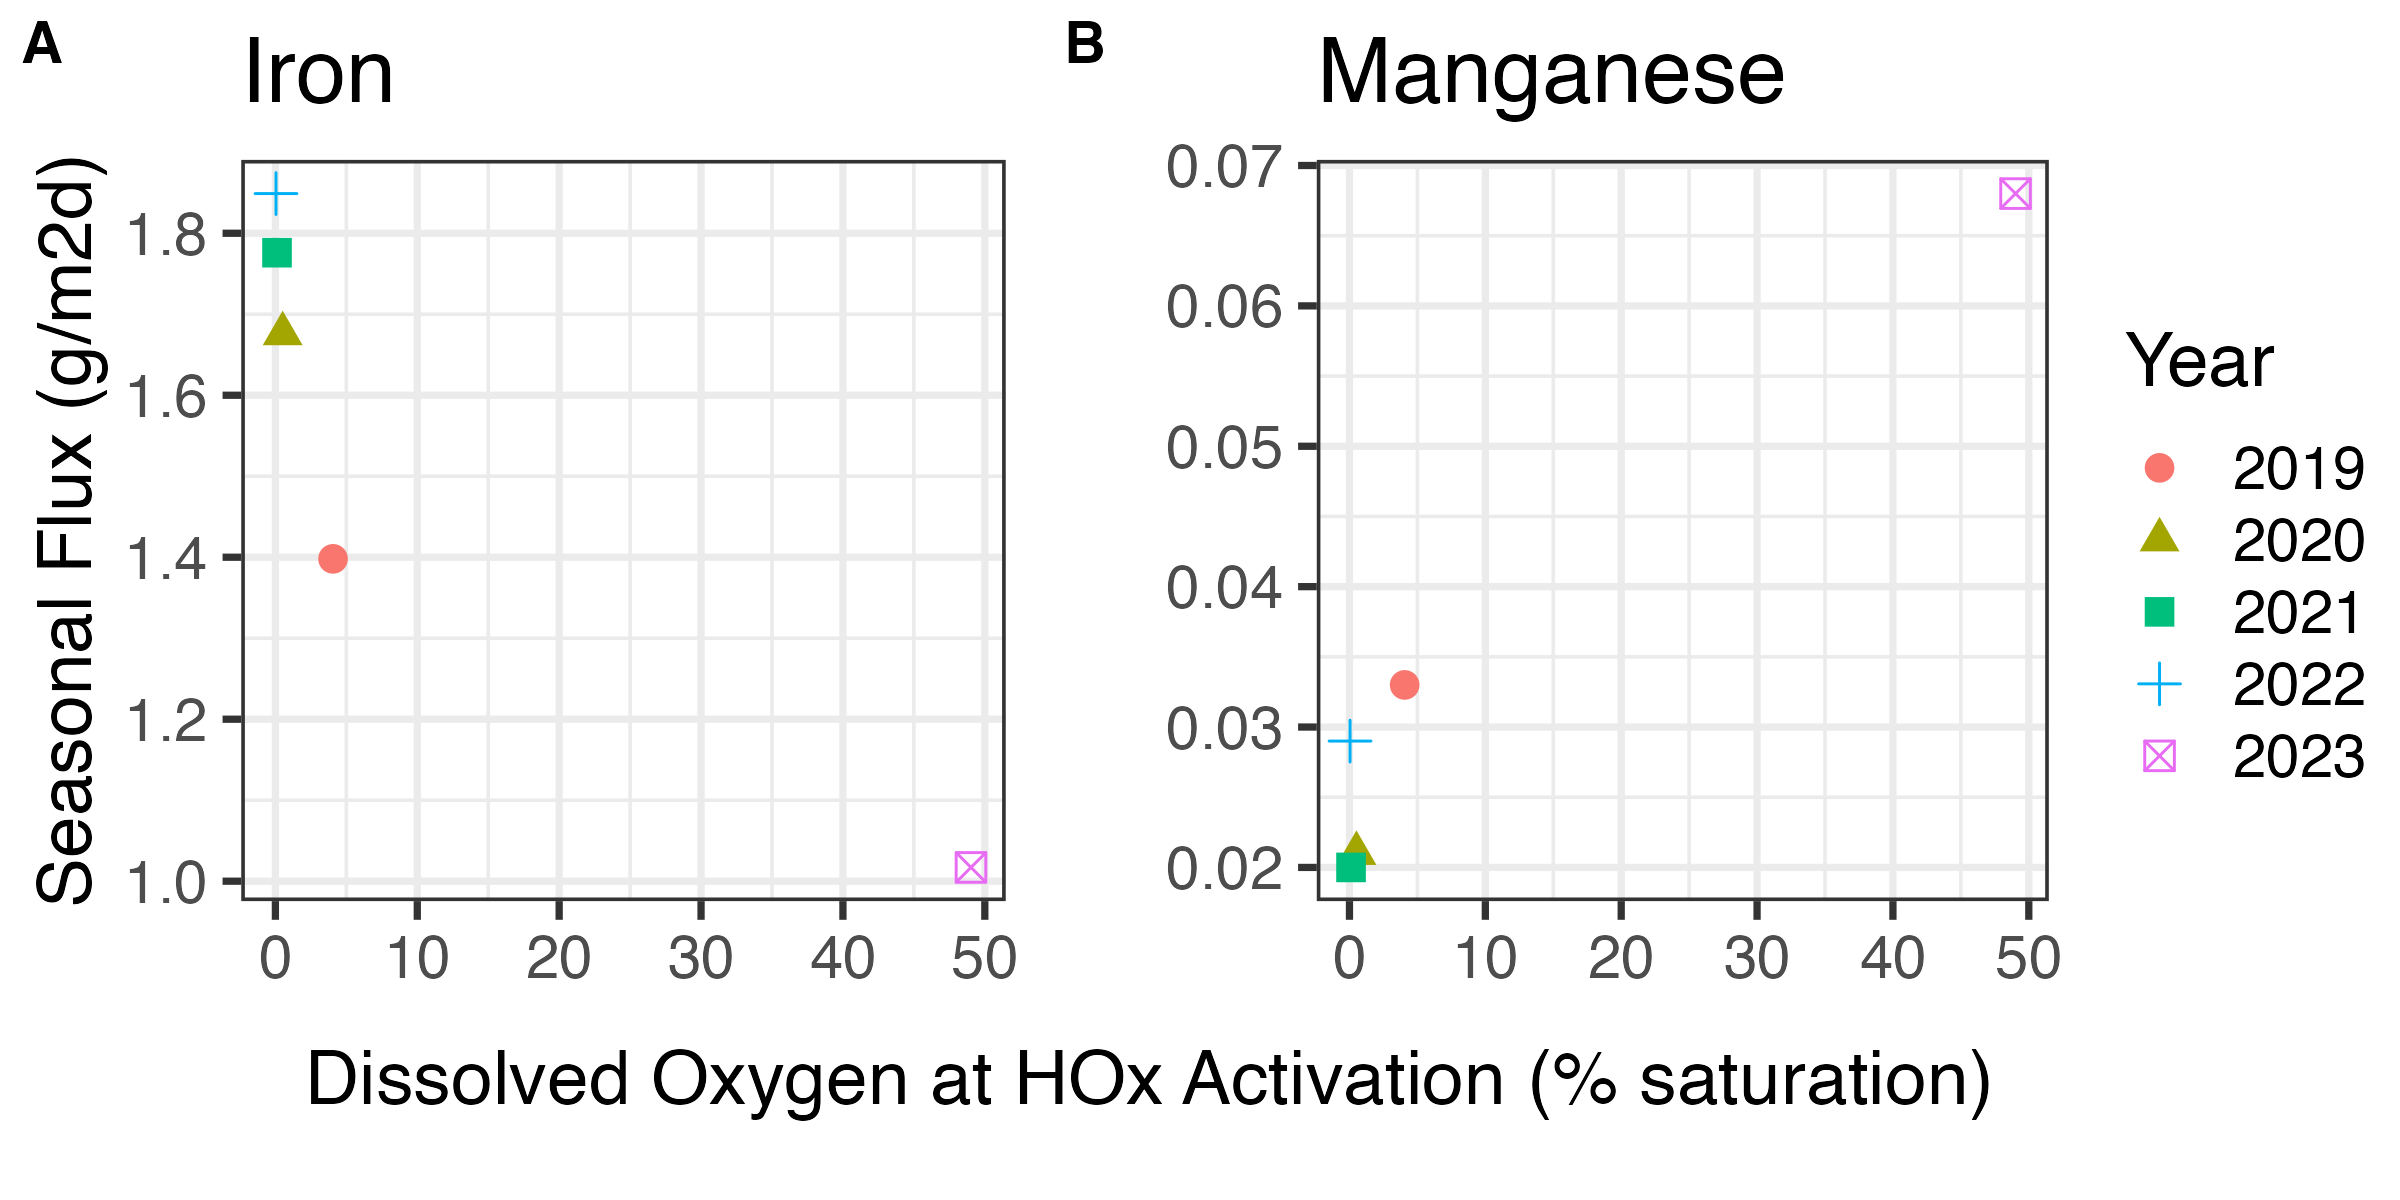 A
Iron
B
Manganese
Seasonal Flux (g/m2d)
1.8
1.6
1.4
1.2
1.0
0 10 20 30 40 50
0.07
0.06
0.05
0.04
0.03
0.02
0 10 20 30 40 50
Year
2019
2020
2021
2022
2023
Dissolved Oxygen at HOx Activation (% saturation)